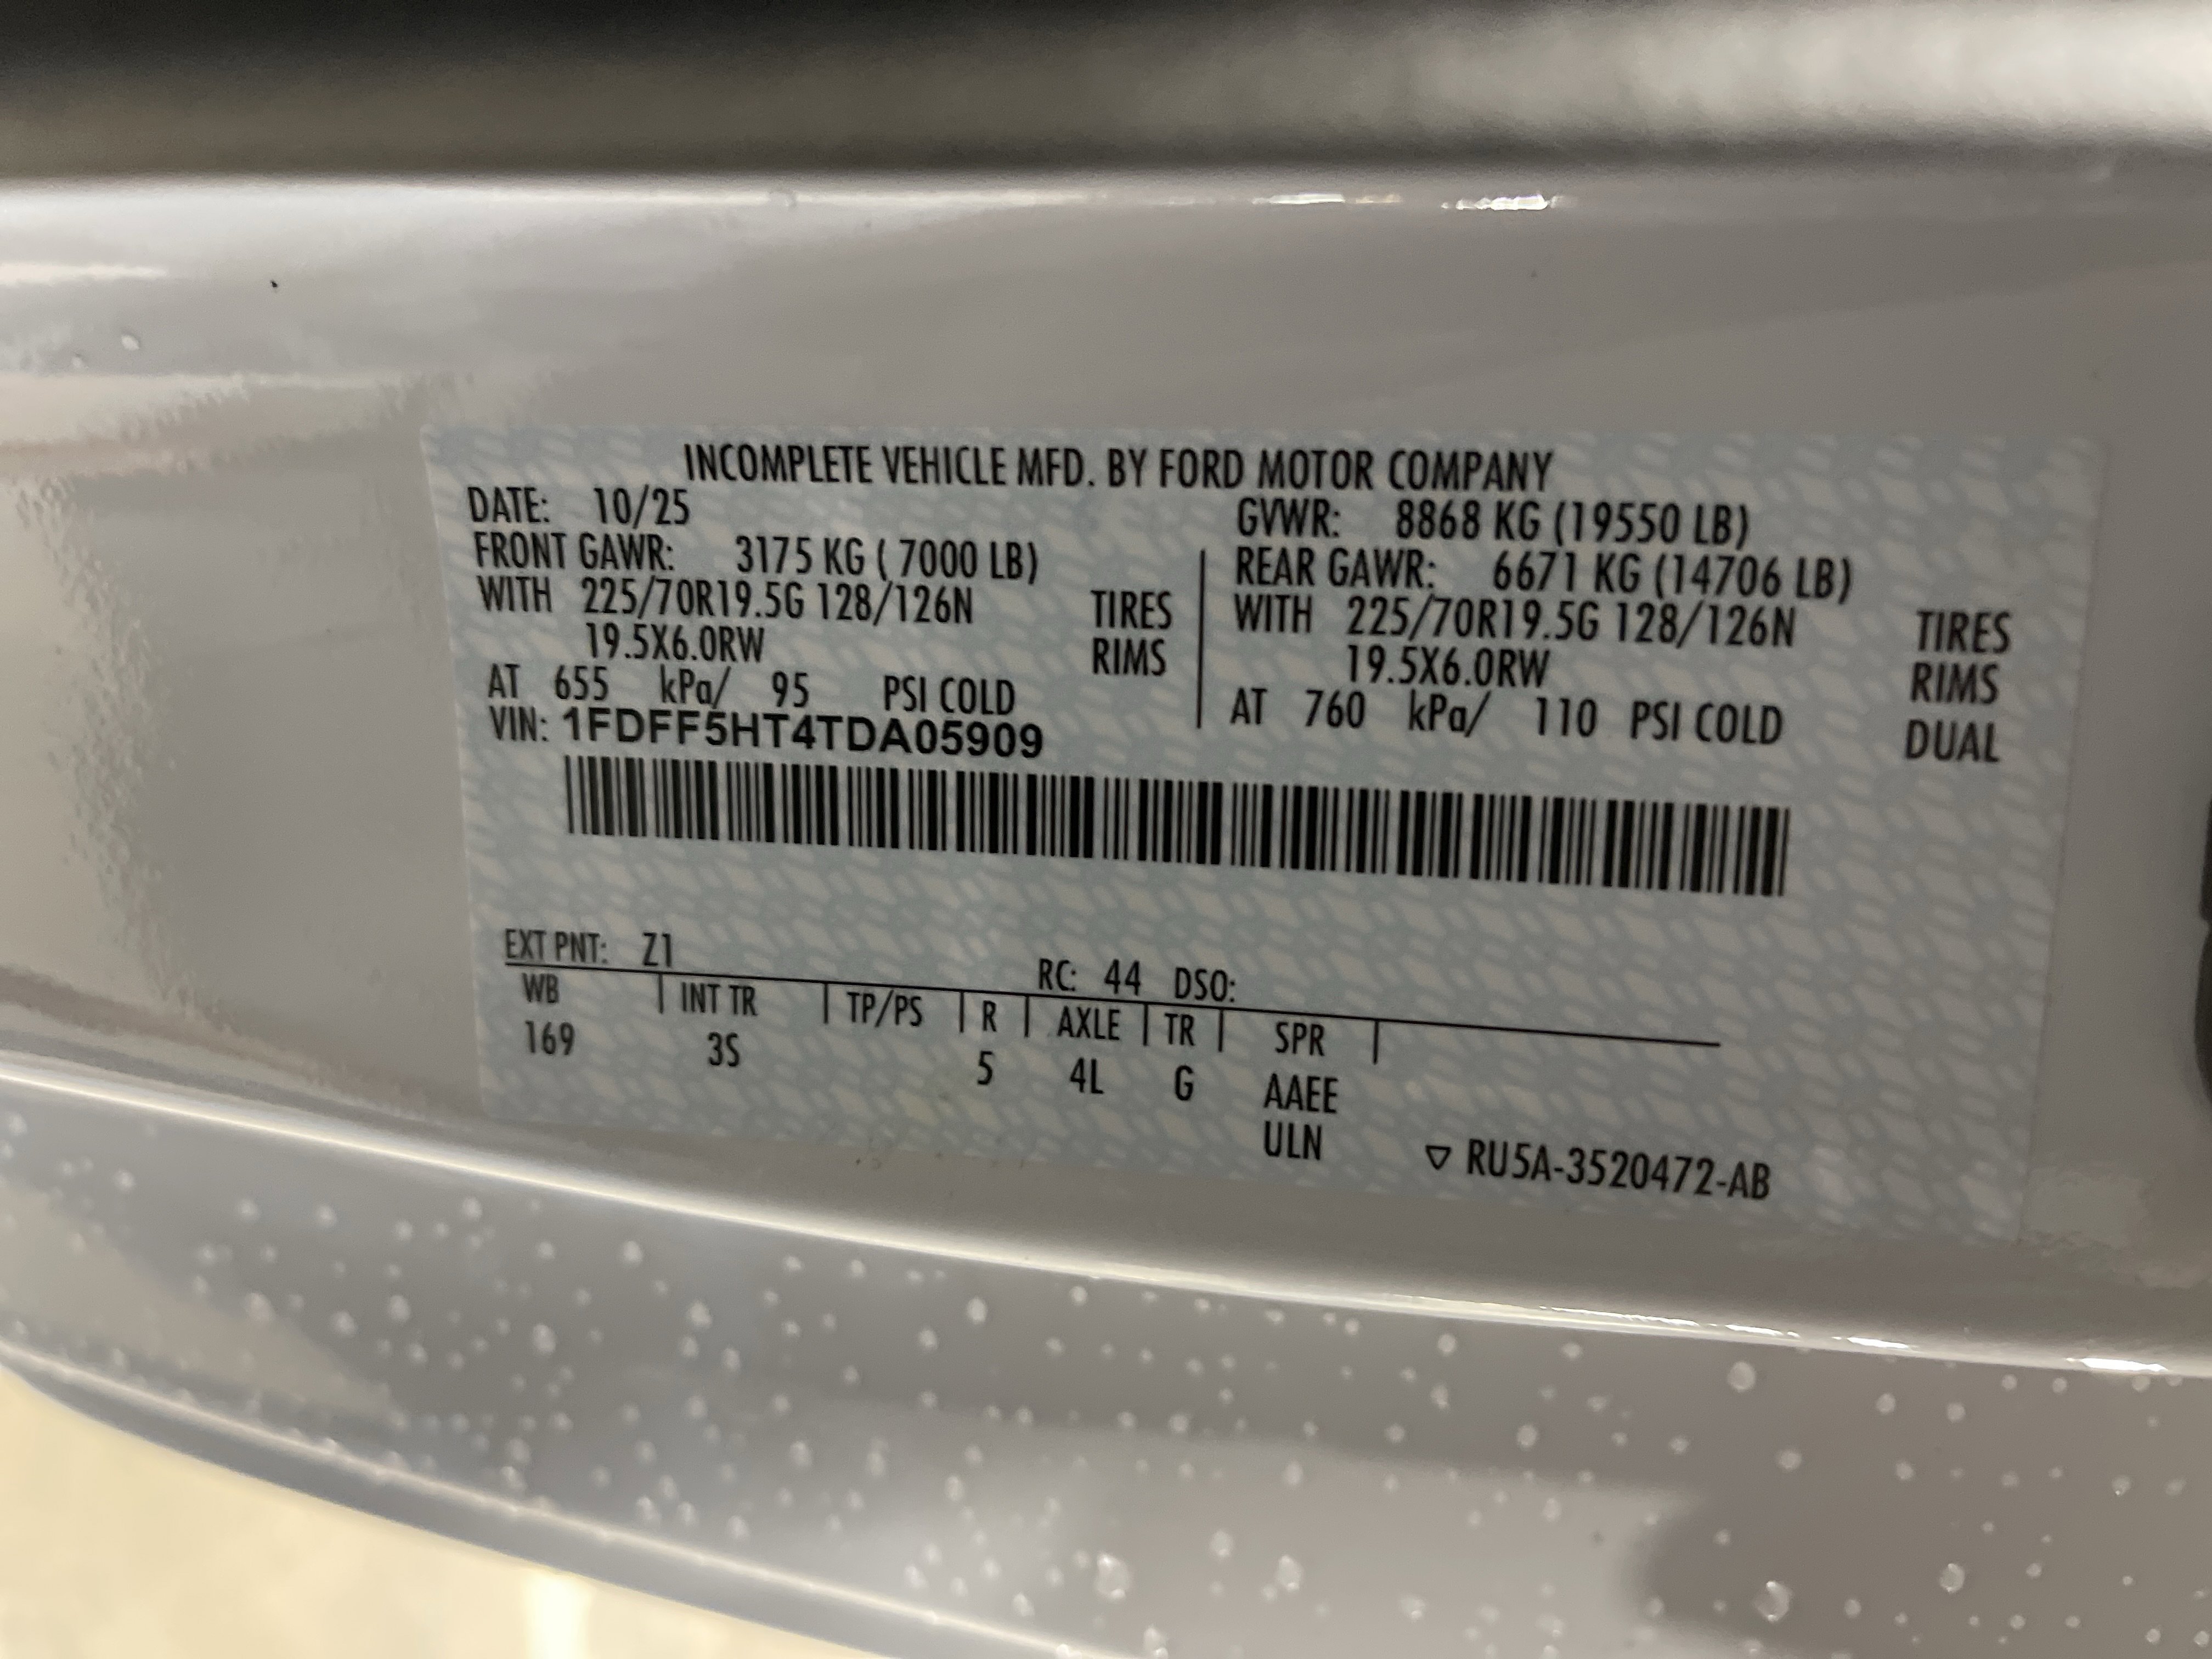 INCOMPLETE VEHICLE MFD. BY FORD MOTOR COMPANY
DATE: 10/25 GVWR: 8868 KG (19550 LB)
FRONT GAWR: 3175 KG ( 7000 LB) REAR GAWR: 6671 KG (14706 LB)
WITH 225/70R19.5G 128/126N TIRES WITH 225/70R19.5G 128/126N TIRES
19.5X6.0RW RIMS 19.5X6.0RW RIMS
AT 655 kPa/ 95 PSI COLD AT 760 kPa/ 110 PSI COLD DUAL
VIN: 1FDFF5HT4TDA05909
EXT PNT: Z1 RC: 44 DSO:
WB INT TR TP/PS R AXLE TR SPR
169 3S 5 4L G AAEE
ULN ▽ RU5A-3520472-AB